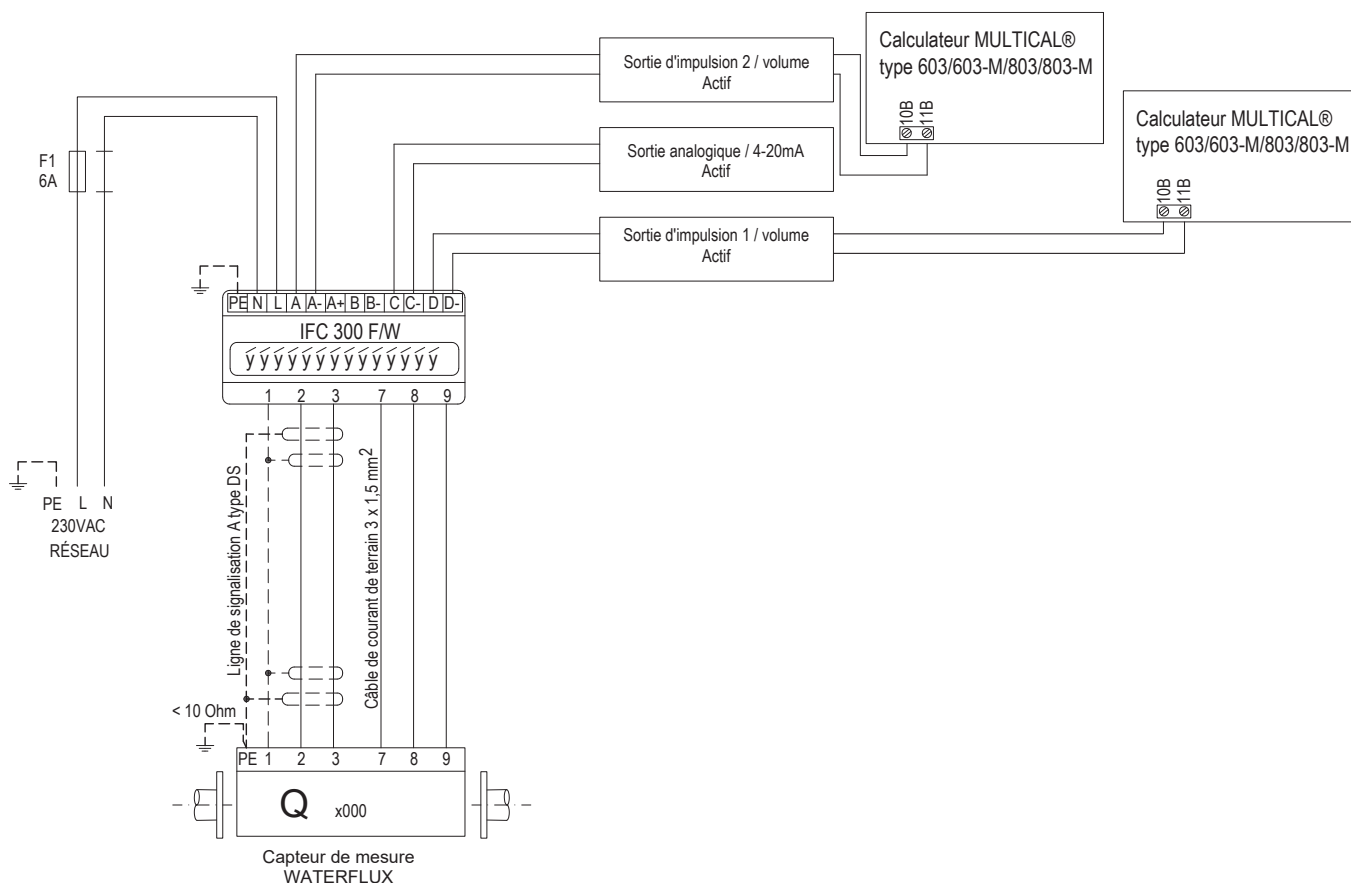 Sortie d'impulsion 2 / volume
Actif
Calculateur MULTICAL®
type 603/603-M/803/803-M
10B
11B
Calculateur MULTICAL®
type 603/603-M/803/803-M
10B
11B
Sortie analogique / 4-20mA
Actif
Sortie d'impulsion 1 / volume
Actif
F1
6A
PE N L A A- A+ B B- C C- D D-
IFC 300 F/W
ýýýýýýýýýýýýýý
1 2 3 7 8 9
Ligne de signalisation A type DS
Câble de courant de terrain 3 x 1,5 mm²
PE L N
230VAC
RÉSEAU
< 10 Ohm
PE 1 2 3 7 8 9
Q x000
Capteur de mesure
WATERFLUX